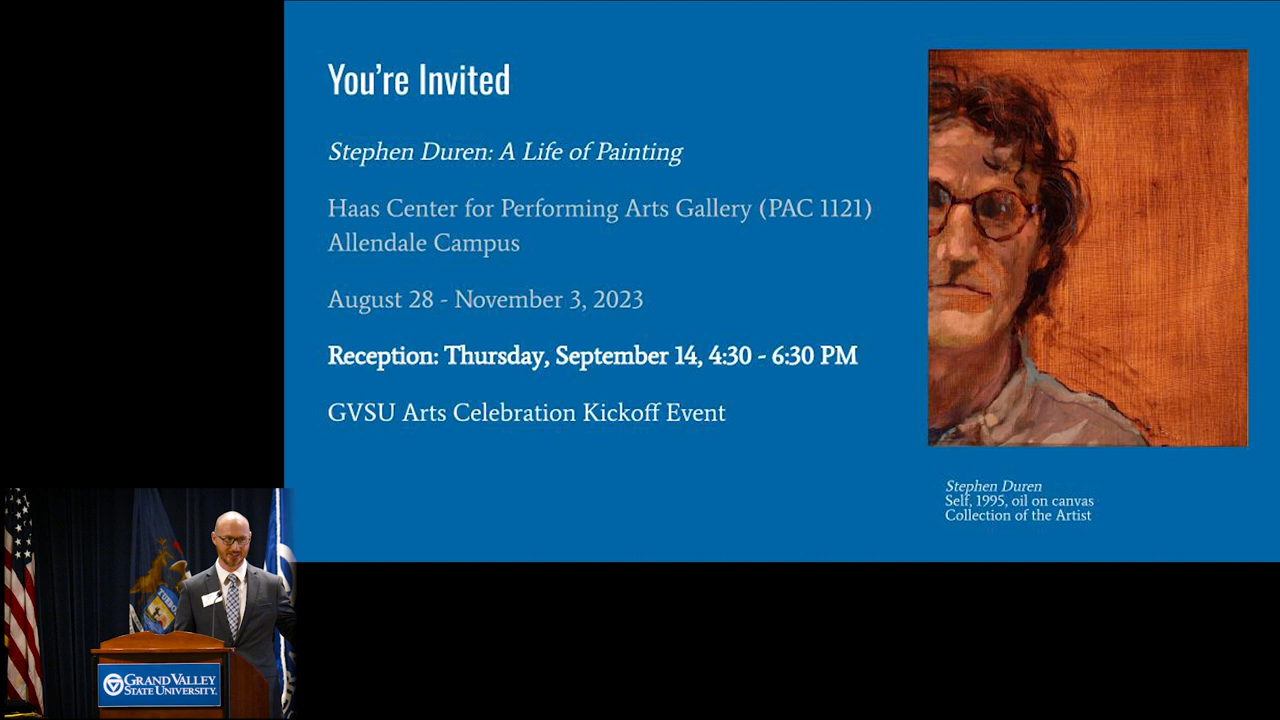 You’re Invited
Stephen Duren: A Life of Painting
Haas Center for Performing Arts Gallery (PAC 1121)
Allendale Campus
August 28 - November 3, 2023
Reception: Thursday, September 14, 4:30 - 6:30 PM
GVSU Arts Celebration Kickoff Event
Stephen Duren
Self, 1995, oil on canvas
Collection of the Artist
TUEBOR
GRAND VALLEY
STATE UNIVERSITY.